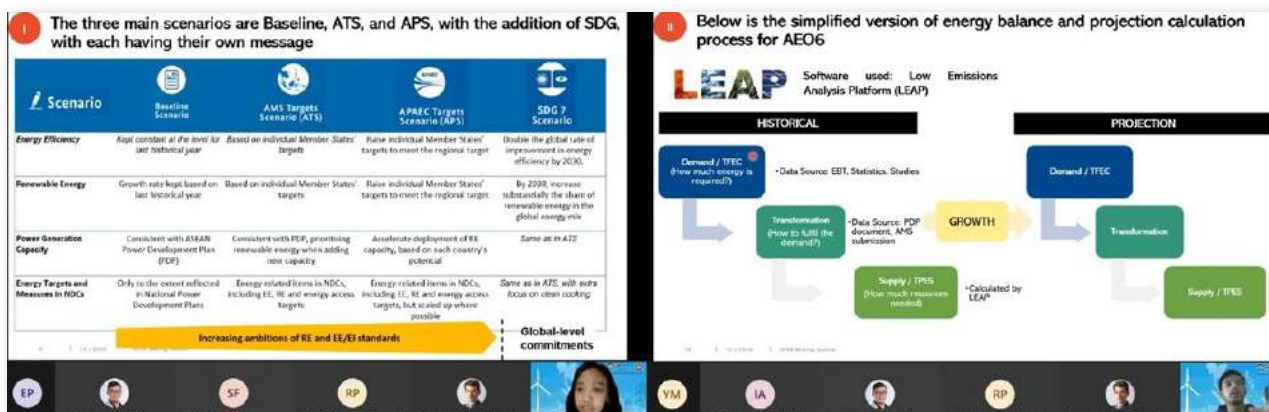 I
The three main scenarios are Baseline, ATS, and APS, with the addition of SDG,
with each having their own message
Scenario
Baseline
Scenario
AMS Targets
Scenario (ATS)
APAEC Targets
Scenario (APS)
SDG 7
Scenario
Energy Efficiency
Kept constant at the level for
last historical year
Based on individual Member States'
targets
Raise individual Member States'
targets to meet the regional target
Double the global rate of
improvement in energy
efficiency by 2030.
Renewable Energy
Growth rate kept based on
last historical year
Based on individual Member States'
targets
Raise individual Member States'
targets to meet the regional target
By 2030, increase
substantially the share of
renewable energy in the
global energy mix
Power Generation
Capacity
Consistent with ASEAN
Power Development Plan
(PDP)
Consistent with PDP, prioritising
renewable energy when adding
new capacity
Accelerate deployment of RE
capacity, based on each country's
potential
Same as in ATS
Energy Targets and
Measures in NDCs
Only to the extent reflected
in National Power
Development Plans
Energy-related items in NDCs,
including EE, RE and energy access
targets
Energy-related items in NDCs,
including EE, RE and energy access
targets, but scaled up where
possible
Same as in ATS, with extra
focus on clean cooking
Increasing ambitions of RE and EE/EI standards
Global-level
commitments
EP
SF
RP
II
Below is the simplified version of energy balance and projection calculation
process for AEO6
LEAP
Software used: Low Emissions
Analysis Platform (LEAP)
HISTORICAL
PROJECTION
Demand / TFEC
(How much energy is
required?)
•Data Source: EBT, Statistics, Studies
Transformation
(How to fulfil the
demand?)
•Data Source: PDP
document, AMS
submission
GROWTH
Supply / TPES
(How much resources
needed)
•Calculated by
LEAP
Demand / TFEC
Transformation
Supply / TPES
YM
IA
RP